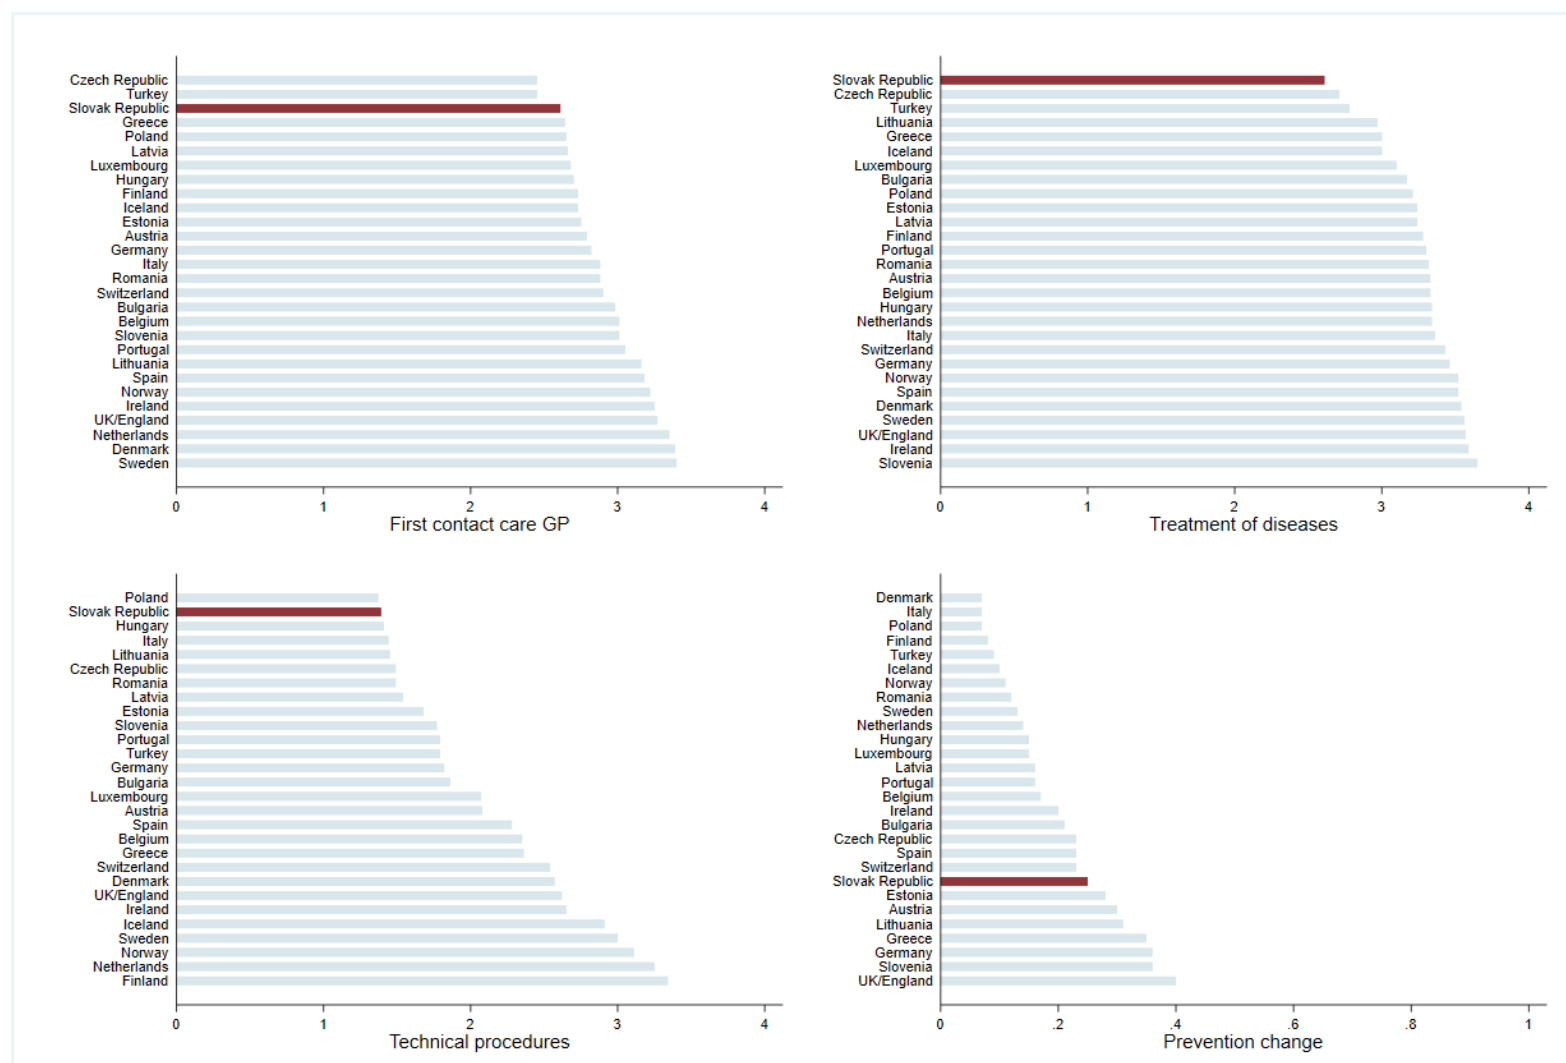 Czech Republic
Turkey
Slovak Republic
Greece
Poland
Latvia
Luxembourg
Hungary
Finland
Iceland
Estonia
Austria
Germany
Italy
Romania
Switzerland
Bulgaria
Belgium
Slovenia
Portugal
Lithuania
Spain
Norway
Ireland
UK/England
Netherlands
Denmark
Sweden
0 1 2 3 4
First contact care GP
Slovak Republic
Czech Republic
Turkey
Lithuania
Greece
Iceland
Luxembourg
Bulgaria
Poland
Estonia
Latvia
Finland
Portugal
Romania
Austria
Belgium
Hungary
Netherlands
Italy
Switzerland
Germany
Norway
Spain
Denmark
Sweden
UK/England
Ireland
Slovenia
0 1 2 3 4
Treatment of diseases
Poland
Slovak Republic
Hungary
Italy
Lithuania
Czech Republic
Romania
Latvia
Estonia
Slovenia
Portugal
Turkey
Germany
Bulgaria
Luxembourg
Austria
Spain
Belgium
Greece
Switzerland
Denmark
UK/England
Ireland
Iceland
Sweden
Norway
Netherlands
Finland
0 1 2 3 4
Technical procedures
Denmark
Italy
Poland
Finland
Turkey
Iceland
Norway
Romania
Sweden
Netherlands
Hungary
Luxembourg
Latvia
Portugal
Belgium
Ireland
Bulgaria
Czech Republic
Spain
Switzerland
Slovak Republic
Estonia
Austria
Lithuania
Greece
Germany
Slovenia
UK/England
0 .2 .4 .6 .8 1
Prevention change